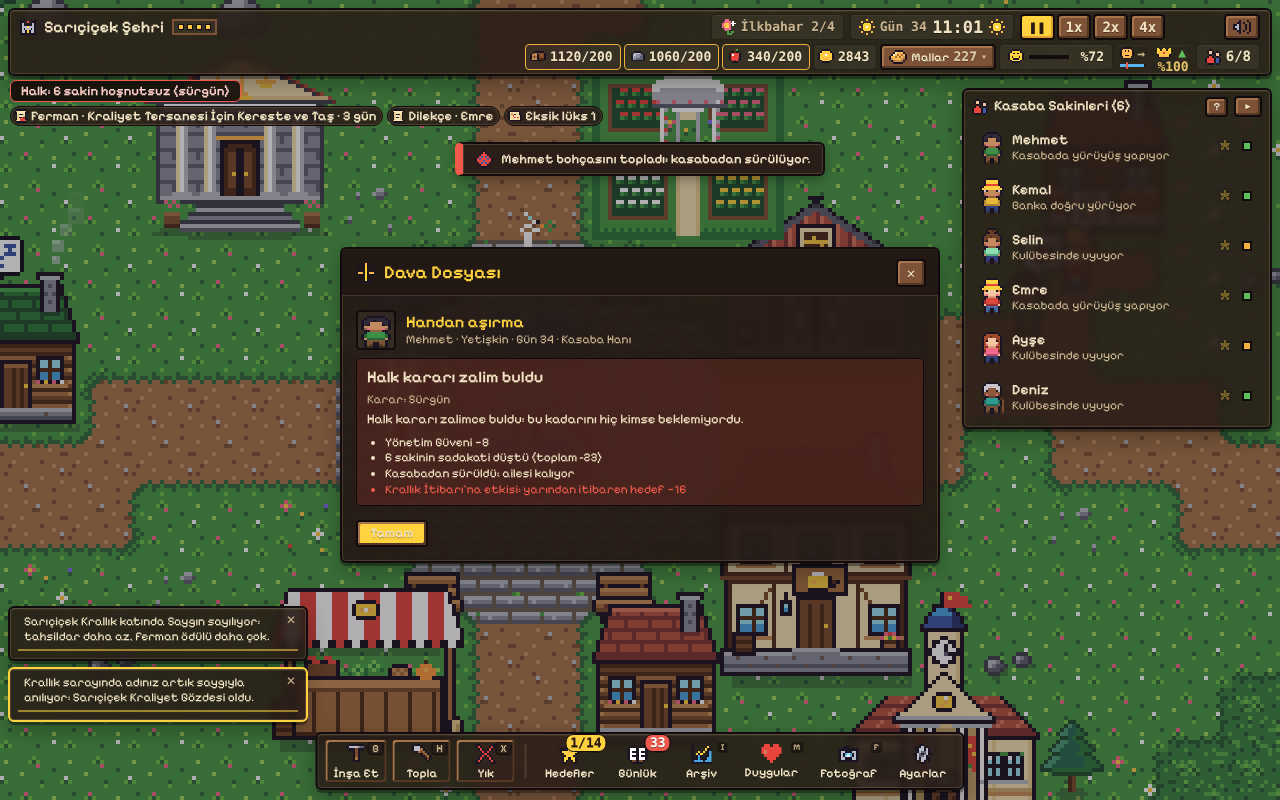 Sarıçiçek Şehri
İlkbahar 2/4
Gün 34 11:01
1x
2x
4x
1120/200
1060/200
340/200
2843
Mallar 227
%72
%100
6/8
Halk: 6 sakin hoşnutsuz (sürgün)
Ferman · Kraliyet Tersanesi İçin Kereste ve Taş · 3 gün
Dilekçe · Emre
Eksik lüks 1
Mehmet bohçasını topladı: kasabadan sürülüyor.
Kasaba Sakinleri (6)
?
Mehmet
Kasabada yürüyüş yapıyor
Kemal
Banka doğru yürüyor
Selin
Kulübesinde uyuyor
Emre
Kasabada yürüyüş yapıyor
Ayşe
Kulübesinde uyuyor
Deniz
Kulübesinde uyuyor
Dava Dosyası
×
Handan aşırma
Mehmet · Yetişkin · Gün 34 · Kasaba Hanı
Halk kararı zalim buldu
Karar: Sürgün
Halk kararı zalimce buldu: bu kadarını hiç kimse beklemiyordu.
• Yönetim Güveni -8
• 6 sakinin sadakati düştü (toplam -23)
• Kasabadan sürüldü: ailesi kalıyor
• Krallık İtibarı'na etkisi: yarından itibaren hedef -16
Tamam
Sarıçiçek Krallık katında Saygın sayılıyor:
tahsildar daha az, ferman ödülü daha çok.
×
Krallık sarayında adınız artık saygıyla
anılıyor: Sarıçiçek Kraliyet Gözdesi oldu.
×
G
İnşa Et
H
Topla
X
Yık
1/14
Hedefler
33
Günlük
I
Arşiv
M
Duygular
F
Fotoğraf
Ayarlar